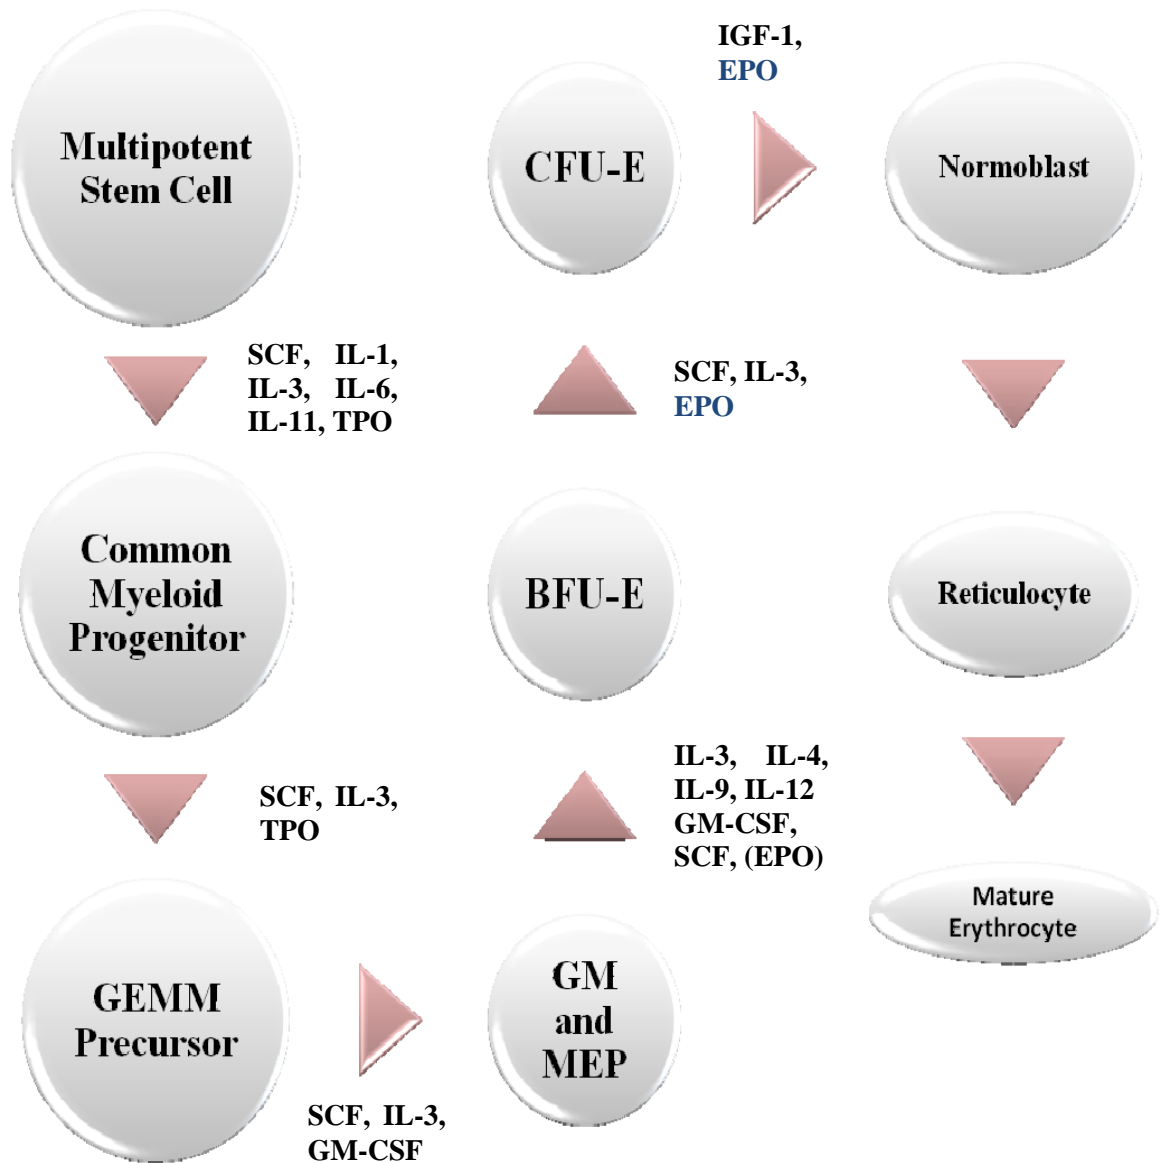 Multipotent
Stem Cell
SCF, IL-1,
IL-3, IL-6,
IL-11, TPO
Common
Myeloid
Progenitor
SCF, IL-3,
TPO
GEMM
Precursor
SCF, IL-3,
GM-CSF
GM
and
MEP
IL-3, IL-4,
IL-9, IL-12
GM-CSF,
SCF, (EPO)
BFU-E
SCF, IL-3,
EPO
CFU-E
IGF-1,
EPO
Normoblast
Reticulocyte
Mature
Erythrocyte